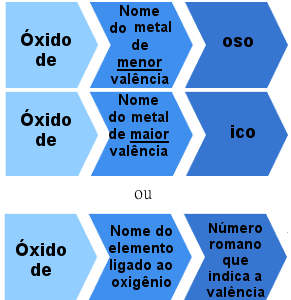 Óxido
de
Nome
do metal
de
menor
valência
oso
Óxido
de
Nome
do metal
de maior
valência
ico
ou
Óxido
de
Nome do
elemento
ligado ao
oxigênio
Número
romano
que
indica a
valência